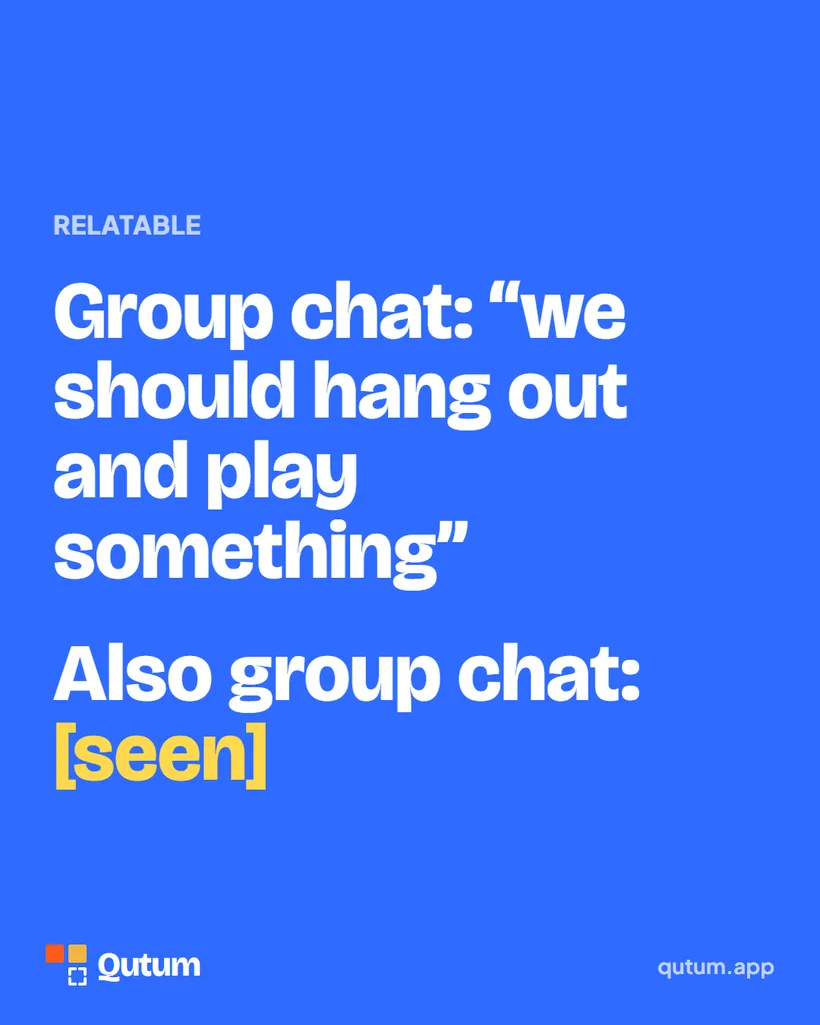 RELATABLE
Group chat: “we
should hang out
and play
something”
Also group chat:
[seen]
Qutum
qutum.app